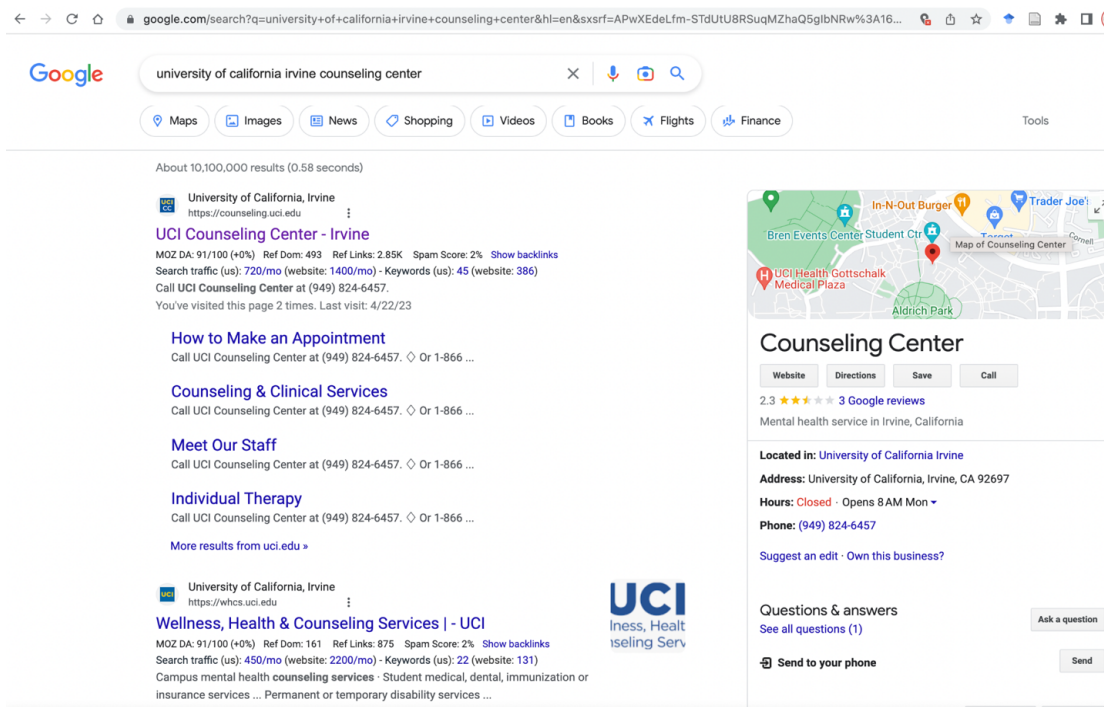 google.com/search?q=university+of+california+irvine+counseling+center&hl=en&sxsrf=APwXEdeLfm-STdUtU8RSuqMZhaQ5gIbNRw%3A16...
Google
university of california irvine counseling center
Maps
Images
News
Shopping
Videos
Books
Flights
Finance
Tools
About 10,100,000 results (0.58 seconds)
UCI CC
University of California, Irvine
https://counseling.uci.edu
UCI Counseling Center - Irvine
MOZ DA: 91/100 (+0%) Ref Dom: 493 Ref Links: 2.85K Spam Score: 2% Show backlinks
Search traffic (us): 720/mo (website: 1400/mo) - Keywords (us): 45 (website: 386)
Call UCI Counseling Center at (949) 824-6457.
You've visited this page 2 times. Last visit: 4/22/23
How to Make an Appointment
Call UCI Counseling Center at (949) 824-6457. ◊ Or 1-866 ...
Counseling & Clinical Services
Call UCI Counseling Center at (949) 824-6457. ◊ Or 1-866 ...
Meet Our Staff
Call UCI Counseling Center at (949) 824-6457. ◊ Or 1-866 ...
Individual Therapy
Call UCI Counseling Center at (949) 824-6457. ◊ Or 1-866 ...
More results from uci.edu »
UCI
University of California, Irvine
https://whcs.uci.edu
Wellness, Health & Counseling Services | - UCI
MOZ DA: 91/100 (+0%) Ref Dom: 161 Ref Links: 875 Spam Score: 2% Show backlinks
Search traffic (us): 450/mo (website: 2200/mo) - Keywords (us): 22 (website: 131)
Campus mental health counseling services · Student medical, dental, immunization or
insurance services ... Permanent or temporary disability services ...
UCI
lness, Healt
nseling Serv
In-N-Out Burger
Trader Joe's
Bren Events Center
Student Ctr
Target
Cornell
Map of Counseling Center
H
UCI Health Gottschalk
Medical Plaza
Aldrich Park
Counseling Center
Website
Directions
Save
Call
2.3 3 Google reviews
Mental health service in Irvine, California
Located in: University of California Irvine
Address: University of California, Irvine, CA 92697
Hours: Closed · Opens 8 AM Mon
Phone: (949) 824-6457
Suggest an edit · Own this business?
Questions & answers
See all questions (1)
Ask a question
Send to your phone
Send